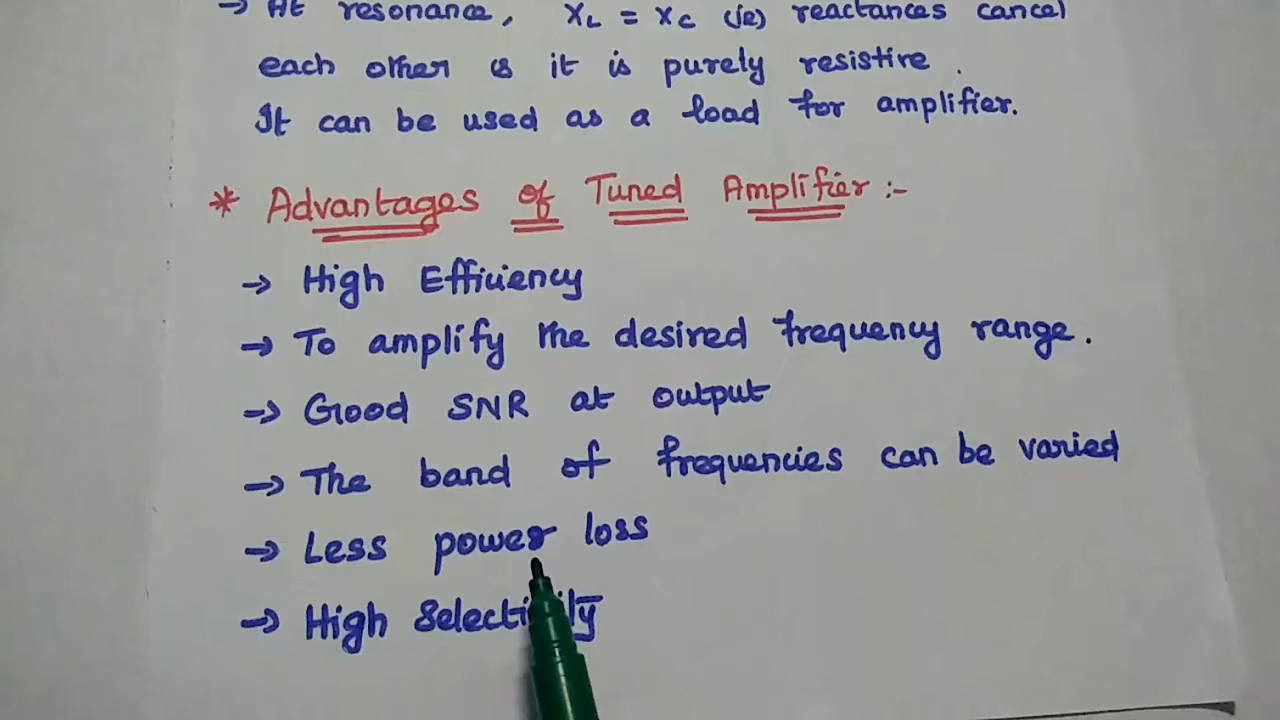 → At resonance, XL = XC (ie) reactances cancel
each other & it is purely resistive.
It can be used as a load for amplifier.
* Advantages of Tuned Amplifier :-
→ High Efficiency
→ To amplify the desired frequency range.
→ Good SNR at output
→ The band of frequencies can be varied
→ Less power loss
→ High Selectivity